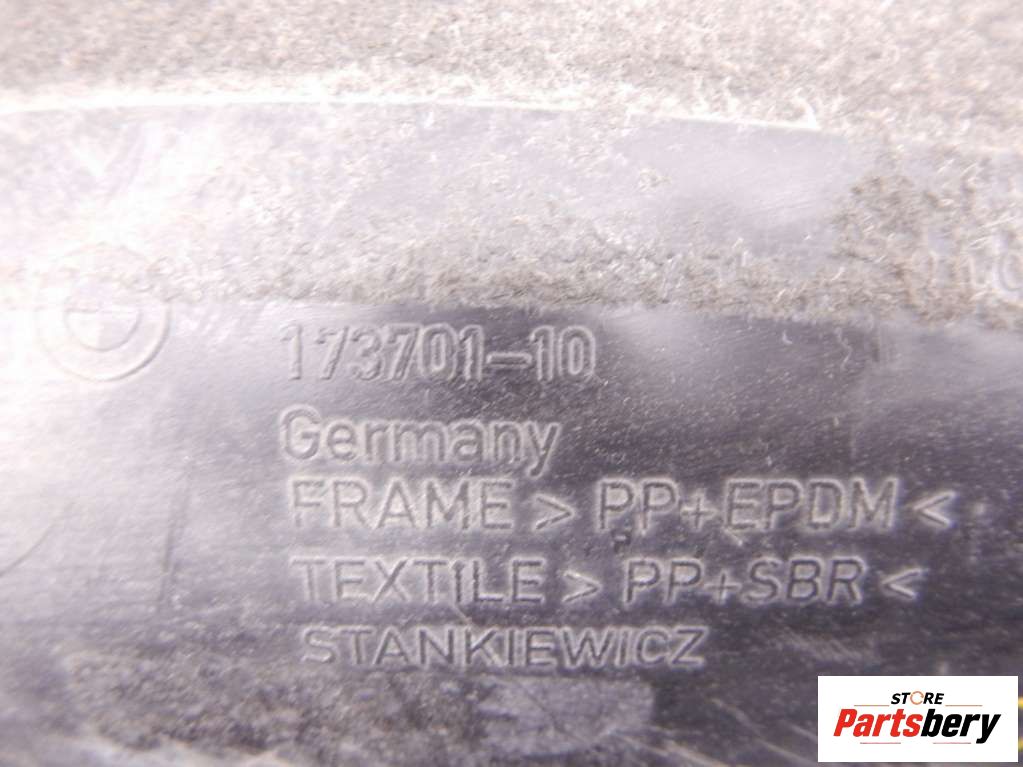 173701-10
Germany
FRAME > PP+EPDM <
TEXTILE > PP+SBR <
STANKIEWICZ
STORE
Partsbery